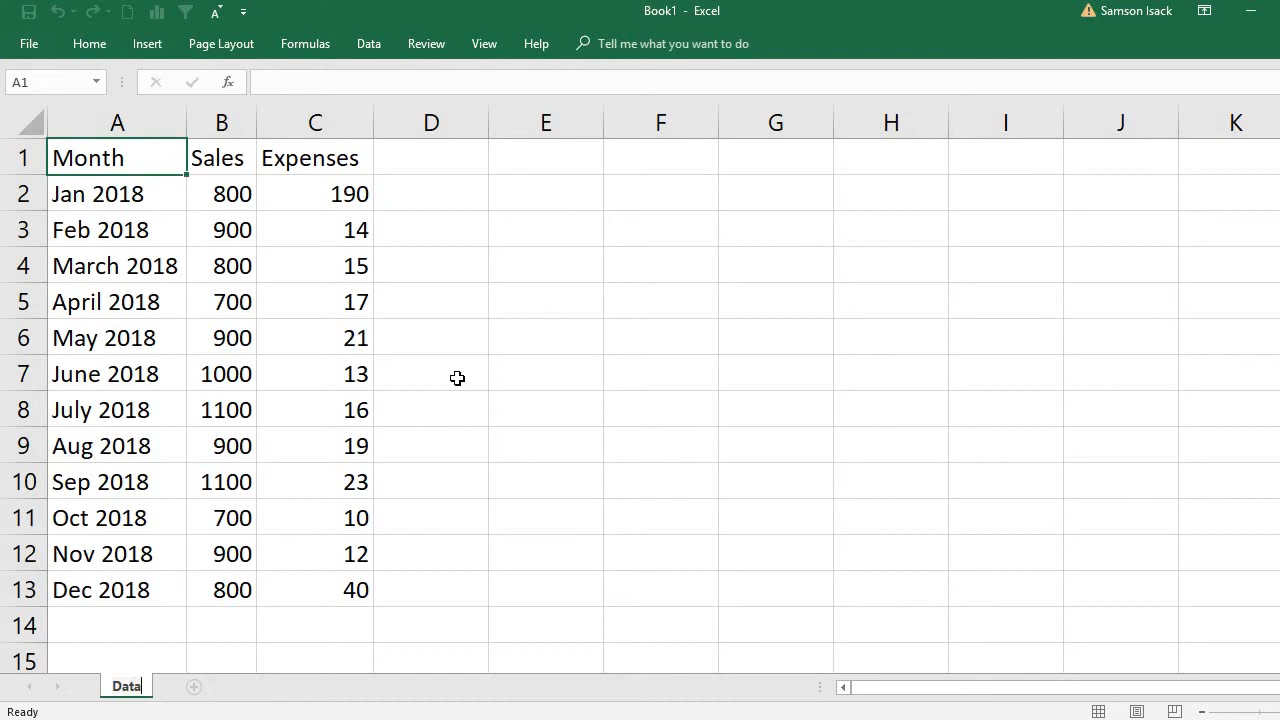 Book1 - Excel
Samson Isack
File Home Insert Page Layout Formulas Data Review View Help Tell me what you want to do
A1
fx
A B C D E F G H I J K
1 Month Sales Expenses
2 Jan 2018 800 190
3 Feb 2018 900 14
4 March 2018 800 15
5 April 2018 700 17
6 May 2018 900 21
7 June 2018 1000 13
8 July 2018 1100 16
9 Aug 2018 900 19
10 Sep 2018 1100 23
11 Oct 2018 700 10
12 Nov 2018 900 12
13 Dec 2018 800 40
14
15
Data
Ready